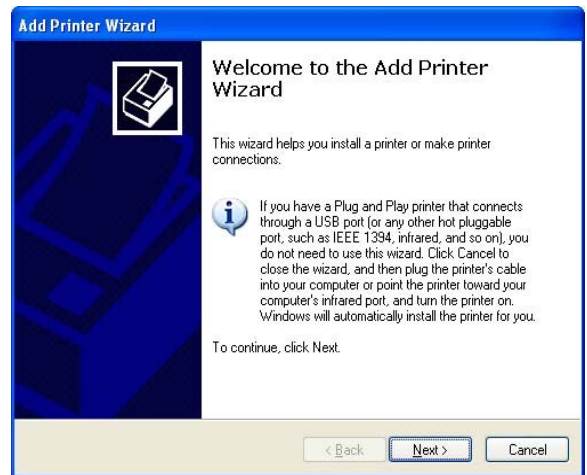 Add Printer Wizard
Welcome to the Add Printer
Wizard
This wizard helps you install a printer or make printer
connections.
If you have a Plug and Play printer that connects
through a USB port (or any other hot pluggable
port, such as IEEE 1394, infrared, and so on), you
do not need to use this wizard. Click Cancel to
close the wizard, and then plug the printer's cable
into your computer or point the printer toward your
computer's infrared port, and turn the printer on.
Windows will automatically install the printer for you.
To continue, click Next.
< Back Next > Cancel